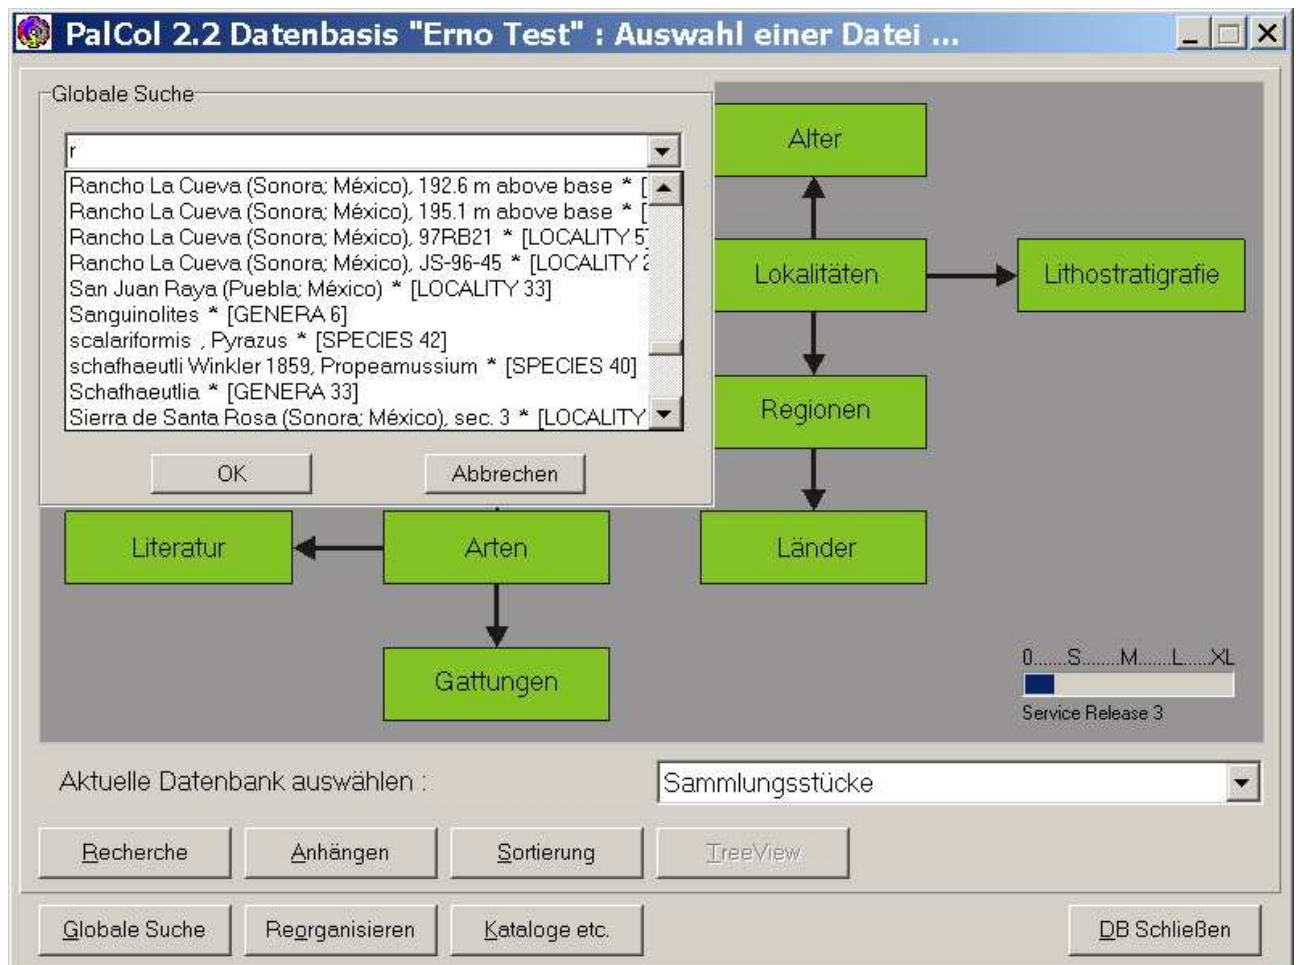 PalCol 2.2 Datenbasis "Erno Test" : Auswahl einer Datei ...
Globale Suche
r
Rancho La Cueva (Sonora; México), 192.6 m above base * [
Rancho La Cueva (Sonora; México), 195.1 m above base * [
Rancho La Cueva (Sonora; México), 97RB21 * [LOCALITY 5]
Rancho La Cueva (Sonora; México), JS-96-45 * [LOCALITY 2
San Juan Raya (Puebla; México) * [LOCALITY 33]
Sanguinolites * [GENERA 6]
scalariformis , Pyrazus * [SPECIES 42]
schafhaeutli Winkler 1859, Propeamussium * [SPECIES 40]
Schafhaeutlia * [GENERA 33]
Sierra de Santa Rosa (Sonora; México), sec. 3 * [LOCALITY
OK
Abbrechen
Alter
Lokalitäten
Lithostratigrafie
Regionen
Literatur
Arten
Länder
Gattungen
0......S.......M......L.....XL
Service Release 3
Aktuelle Datenbank auswählen :
Sammlungsstücke
Recherche
Anhängen
Sortierung
TreeView
Globale Suche
Reorganisieren
Kataloge etc.
DB Schließen